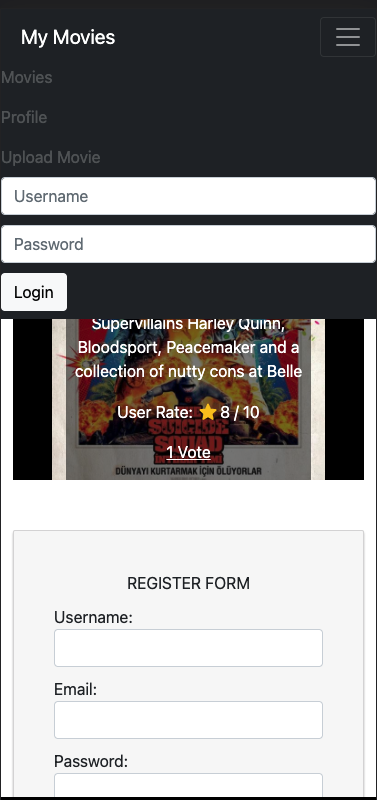 My Movies
Movies
Profile
Upload Movie
Username
Password
Login
Supervillains Harley Quinn,
Bloodsport, Peacemaker and a
collection of nutty cons at Belle
User Rate: ⭐ 8 / 10
SUICIDE
SQUAD
1 Vote
DÜNYAYI KURTARMAK İÇİN ÖLÜYORLAR
REGISTER FORM
Username:
Email:
Password: